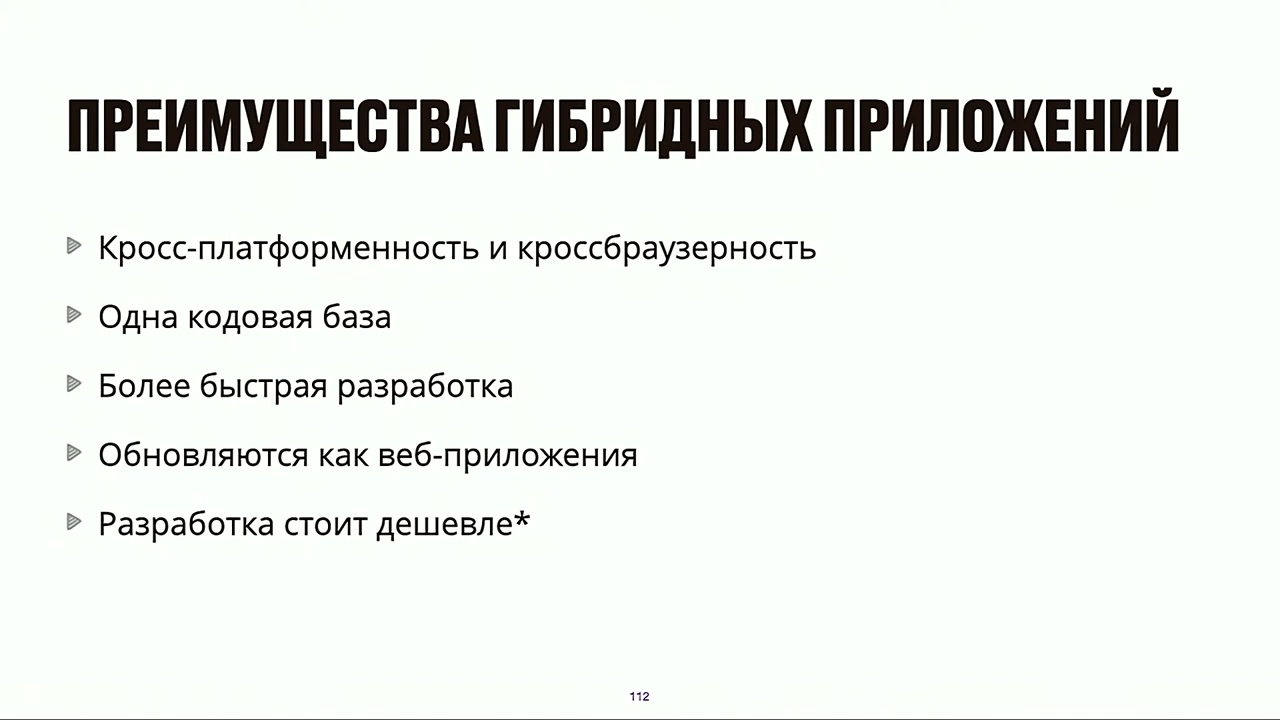 ПРЕИМУЩЕСТВА ГИБРИДНЫХ ПРИЛОЖЕНИЙ
Кросс-платформенность и кроссбраузерность
Одна кодовая база
Более быстрая разработка
Обновляются как веб-приложения
Разработка стоит дешевле*
112